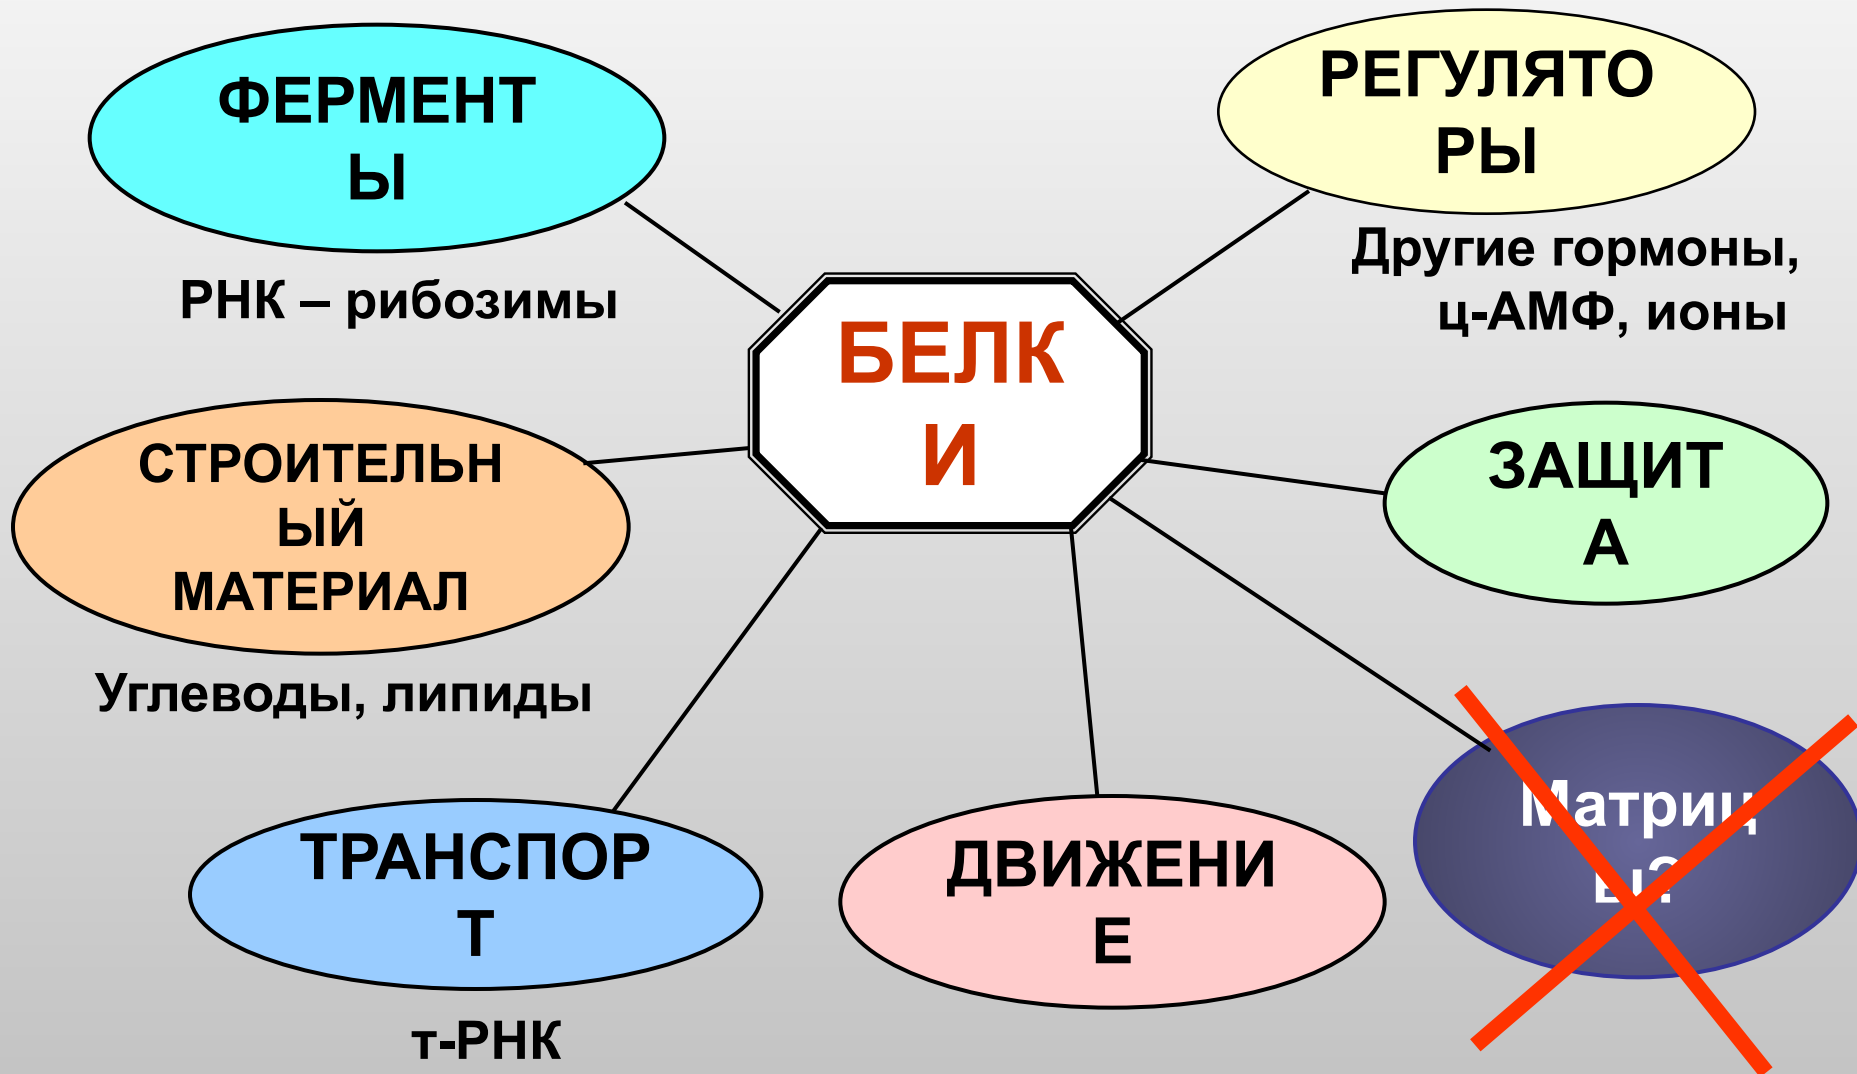 ФЕРМЕНТ
Ы
РНК – рибозимы
РЕГУЛЯТО
РЫ
Другие гормоны,
ц-АМФ, ионы
БЕЛК
И
СТРОИТЕЛЬН
ЫЙ
МАТЕРИАЛ
Углеводы, липиды
ЗАЩИТ
А
ТРАНСПОР
Т
т-РНК
ДВИЖЕНИ
Е
Матриц
ы?